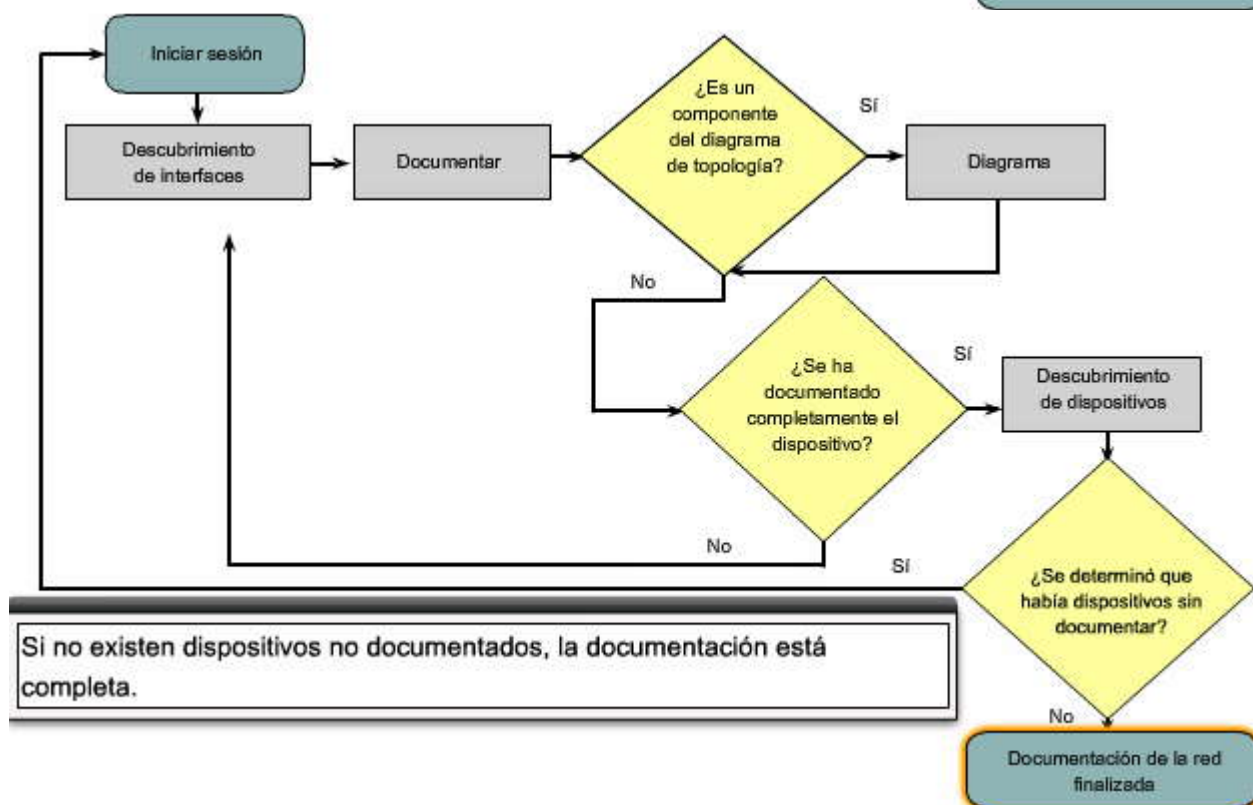 Iniciar sesión
Descubrimiento
de interfaces
Documentar
¿Es un
componente
del diagrama
de topología?
Sí
Diagrama
No
¿Se ha
documentado
completamente el
dispositivo?
Sí
Descubrimiento
de dispositivos
No
Sí
¿Se determinó que
había dispositivos sin
documentar?
Si no existen dispositivos no documentados, la documentación está
completa.
No
Documentación de la red
finalizada